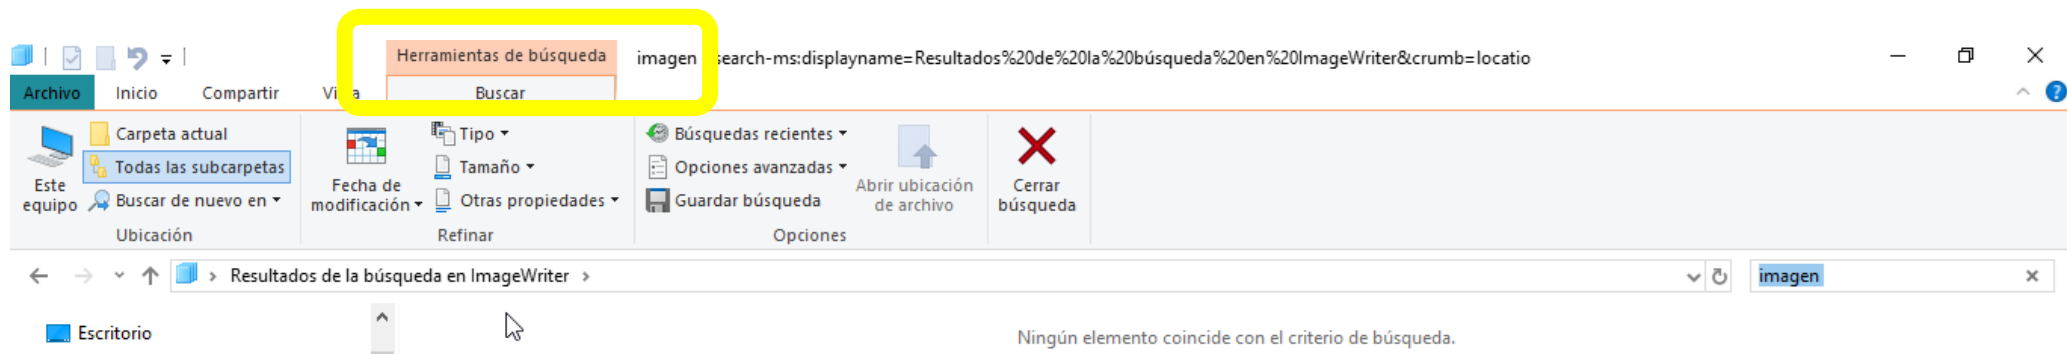 Herramientas de búsqueda
imagen search-ms:displayname=Resultados%20de%20la%20búsqueda%20en%20ImageWriter&crumb=locatio
Archivo Inicio Compartir Buscar
Carpeta actual
Todas las subcarpetas
Buscar de nuevo en
Este
equipo
Ubicación
Fecha de
modificación
Tipo
Tamaño
Otras propiedades
Refinar
Búsquedas recientes
Opciones avanzadas
Guardar búsqueda
Abrir ubicación
de archivo
Opciones
Cerrar
búsqueda
Resultados de la búsqueda en ImageWriter
imagen
Escritorio
Ningún elemento coincide con el criterio de búsqueda.